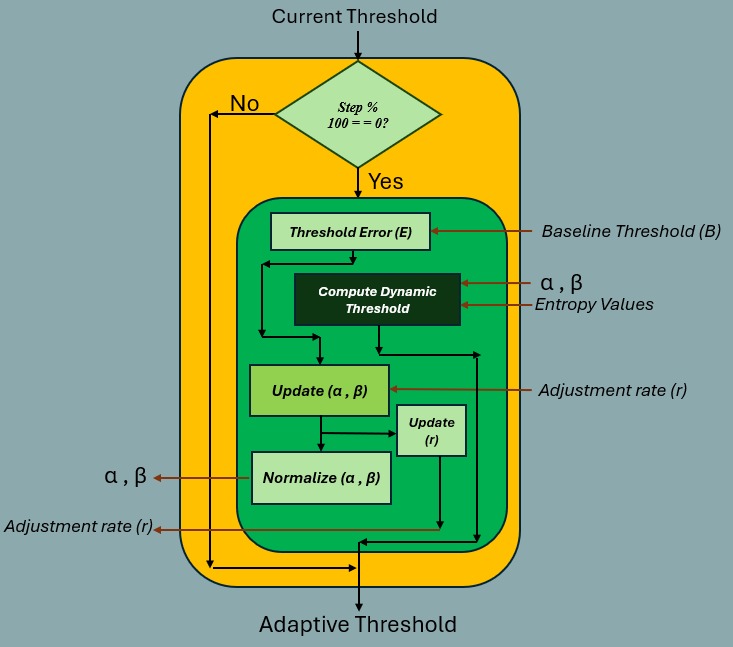 Current Threshold
Step %
100 = = 0?
No
Yes
Threshold Error (E)
Baseline Threshold (B)
Compute Dynamic
Threshold
α , β
Entropy Values
Update (α , β)
Adjustment rate (r)
Update
(r)
Normalize (α , β)
α , β
Adjustment rate (r)
Adaptive Threshold